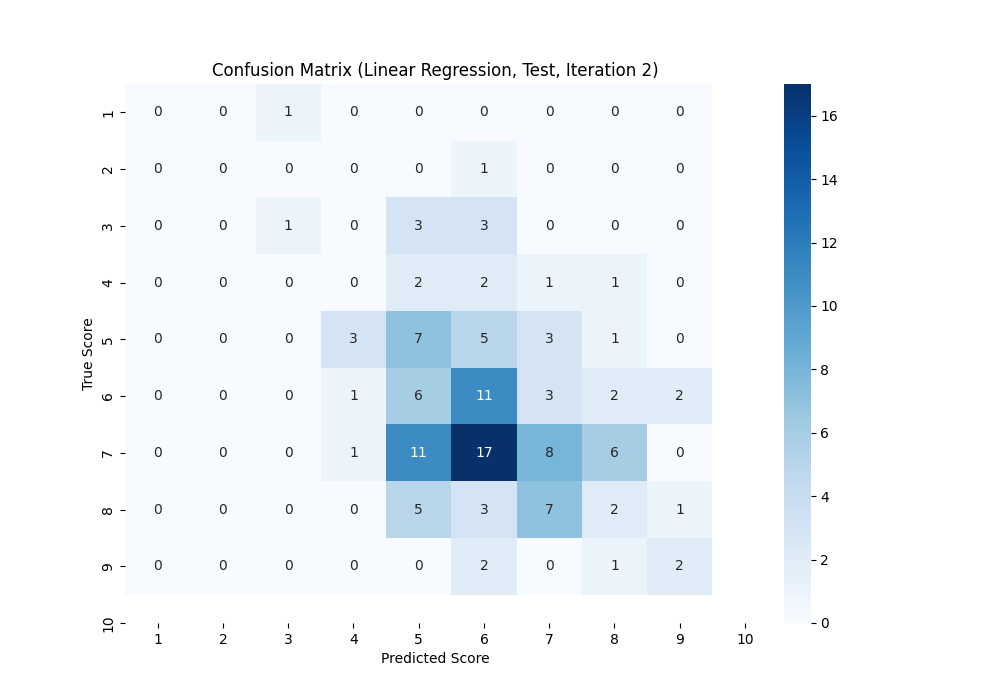 Confusion Matrix (Linear Regression, Test, Iteration 2)
1 0 0 1 0 0 0 0 0 0
2 0 0 0 0 0 1 0 0 0
3 0 0 1 0 3 3 0 0 0
4 0 0 0 0 2 2 1 1 0
5 0 0 0 3 7 5 3 1 0
6 0 0 0 1 6 11 3 2 2
7 0 0 0 1 11 17 8 6 0
8 0 0 0 0 5 3 7 2 1
9 0 0 0 0 0 2 0 1 2
10
True Score
1 2 3 4 5 6 7 8 9 10
Predicted Score
16
14
12
10
8
6
4
2
0